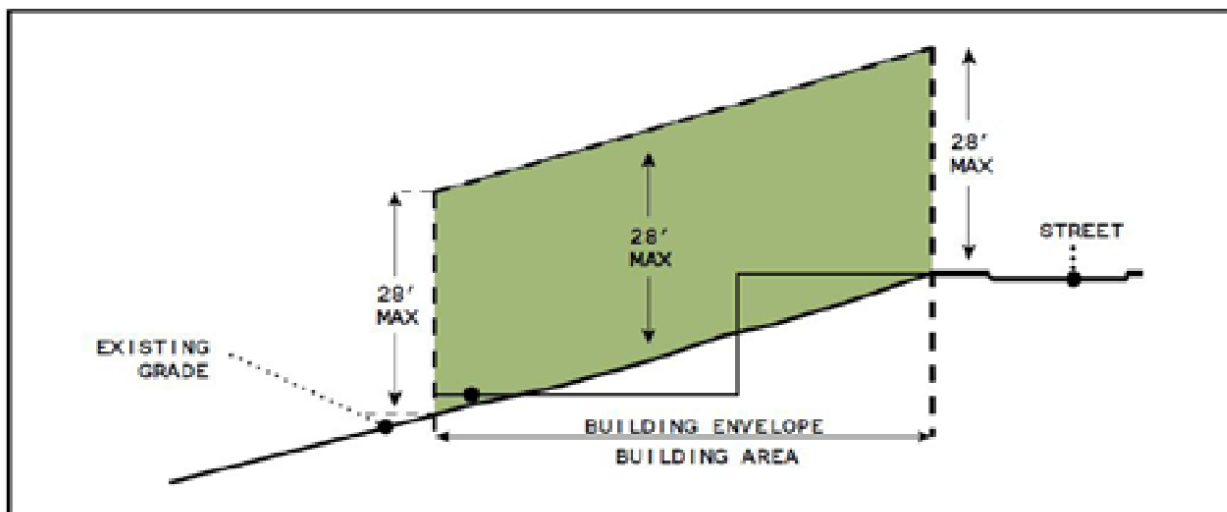 28'
MAX
STREET
28'
MAX
28'
MAX
EXISTING
GRADE
BUILDING ENVELOPE
BUILDING AREA